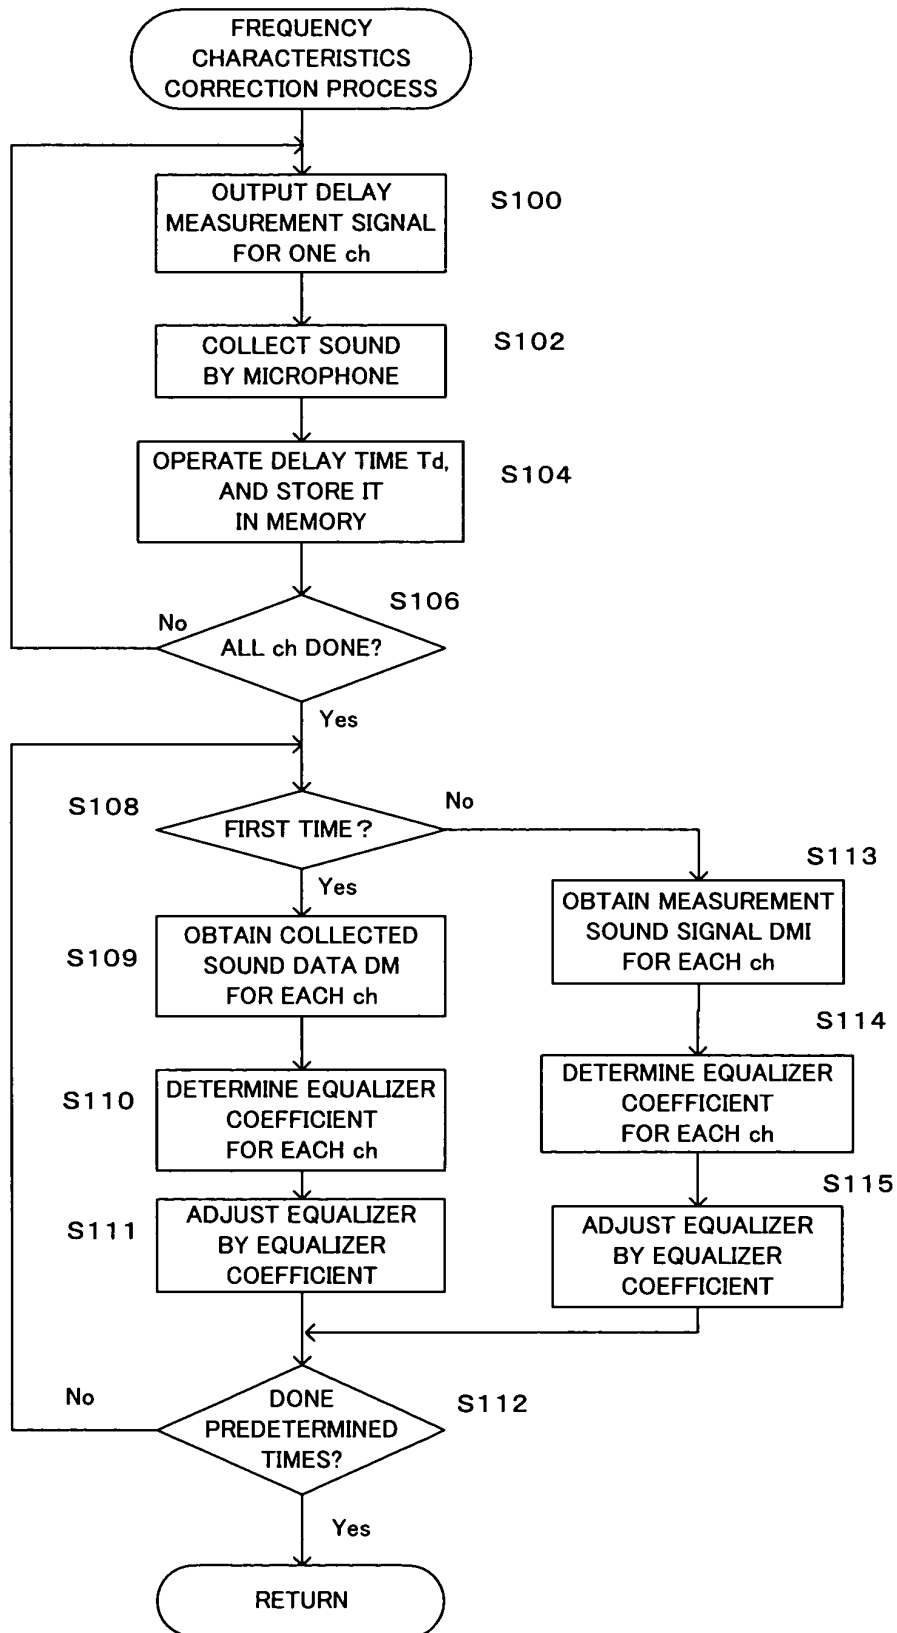 FREQUENCY
CHARACTERISTICS
CORRECTION PROCESS
OUTPUT DELAY
MEASUREMENT SIGNAL
FOR ONE ch
S100
COLLECT SOUND
BY MICROPHONE
S102
OPERATE DELAY TIME Td,
AND STORE IT
IN MEMORY
S104
S106
No
ALL ch DONE?
Yes
S108
FIRST TIME?
No
Yes
S109
OBTAIN COLLECTED
SOUND DATA DM
FOR EACH ch
S113
OBTAIN MEASUREMENT
SOUND SIGNAL DMI
FOR EACH ch
S110
DETERMINE EQUALIZER
COEFFICIENT
FOR EACH ch
S114
DETERMINE EQUALIZER
COEFFICIENT
FOR EACH ch
S111
ADJUST EQUALIZER
BY EQUALIZER
COEFFICIENT
S115
ADJUST EQUALIZER
BY EQUALIZER
COEFFICIENT
No
DONE
PREDETERMINED
TIMES?
S112
Yes
RETURN